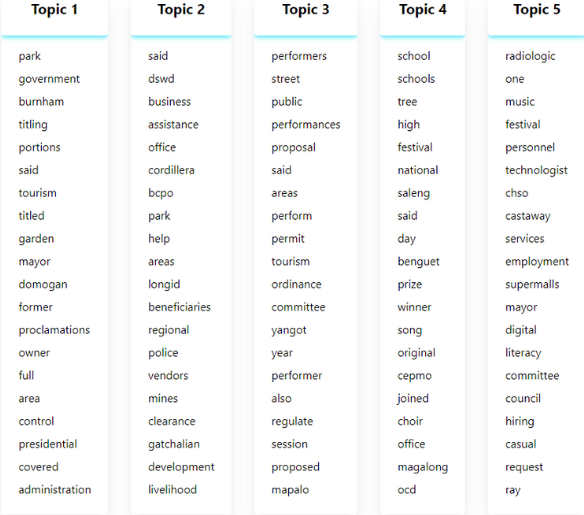 Topic 1 Topic 2 Topic 3 Topic 4 Topic 5
park said performers school radiologic
government dswd street schools one
burnham business public tree music
titling assistance performances high festival
portions office proposal festival personnel
said cordillera said national technologist
tourism bcpo areas saleng chso
titled park perform said castaway
garden help permit day services
mayor areas tourism benguet employment
domogan longid ordinance prize supermalls
former beneficiaries committee winner mayor
proclamations regional yangot song digital
owner police year original literacy
full vendors performer cepmo committee
area mines also joined council
control clearance regulate choir hiring
presidential gatchalian session office casual
covered development proposed magalong request
administration livelihood mapalo ocd ray